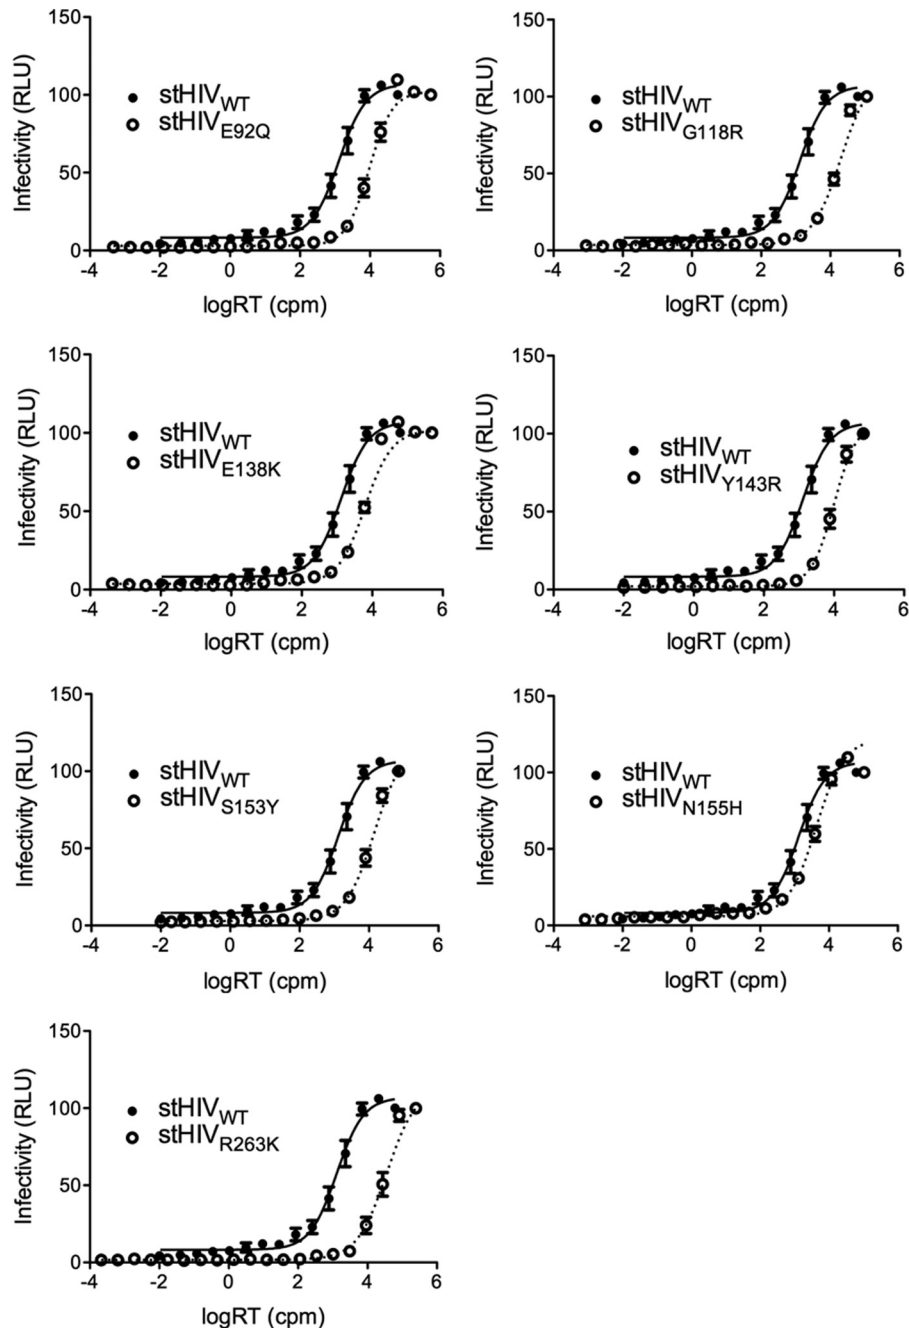 150
100
50
0
Infectivity (RLU)
stHIVWT
stHIVE92Q
-4 -2 0 2 4 6
logRT (cpm)
150
100
50
0
Infectivity (RLU)
stHIVWT
stHIVG118R
-4 -2 0 2 4 6
logRT (cpm)
150
100
50
0
Infectivity (RLU)
stHIVWT
stHIVE138K
-4 -2 0 2 4 6
logRT (cpm)
150
100
50
0
Infectivity (RLU)
stHIVWT
stHIVY143R
-4 -2 0 2 4 6
logRT (cpm)
150
100
50
0
Infectivity (RLU)
stHIVWT
stHIVS153Y
-4 -2 0 2 4 6
logRT (cpm)
150
100
50
0
Infectivity (RLU)
stHIVWT
stHIVN155H
-4 -2 0 2 4 6
logRT (cpm)
150
100
50
0
Infectivity (RLU)
stHIVWT
stHIVR263K
-4 -2 0 2 4 6
logRT (cpm)